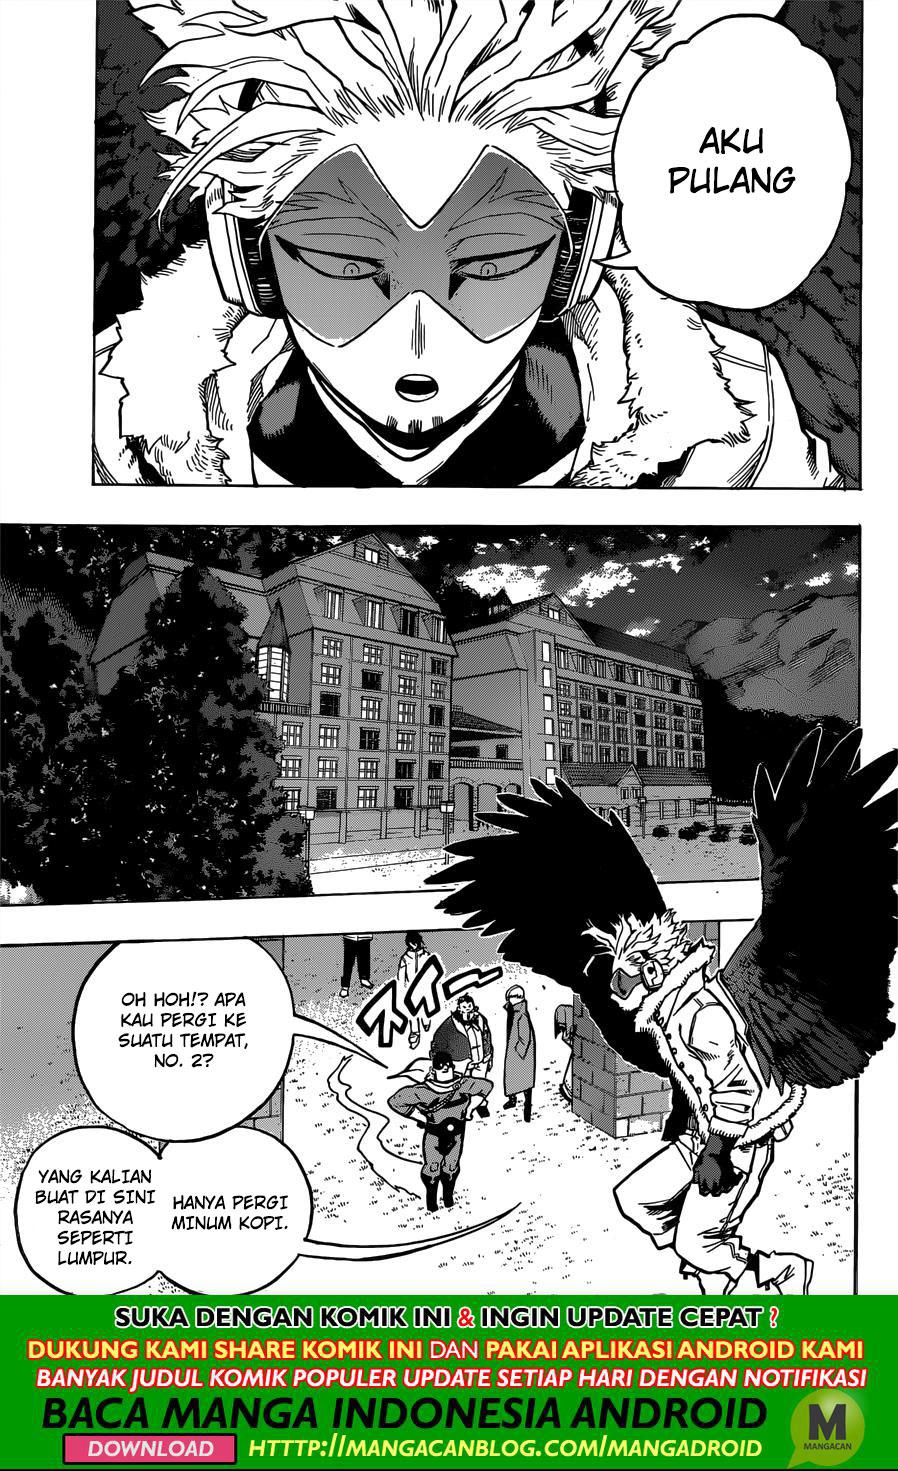 AKU
PULANG
スイー
OH HOH!? APA
KAU PERGI KE
SUATU TEMPAT,
NO. 2?
HANYA PERGI
MINUM KOPI.
YANG KALIAN
BUAT DI SINI
RASANYA
SEPERTI
LUMPUR.
SUKA DENGAN KOMIK INI & INGIN UPDATE CEPAT ?
DUKUNG KAMI SHARE KOMIK INI DAN PAKAI APLIKASI ANDROID KAMI
BANYAK JUDUL KOMIK POPULER UPDATE SETIAP HARI DENGAN NOTIFIKASI
BACA MANGA INDONESIA ANDROID
DOWNLOAD HTTTP://MANGACANBLOG.COM/MANGADROID
M
MANGACAN